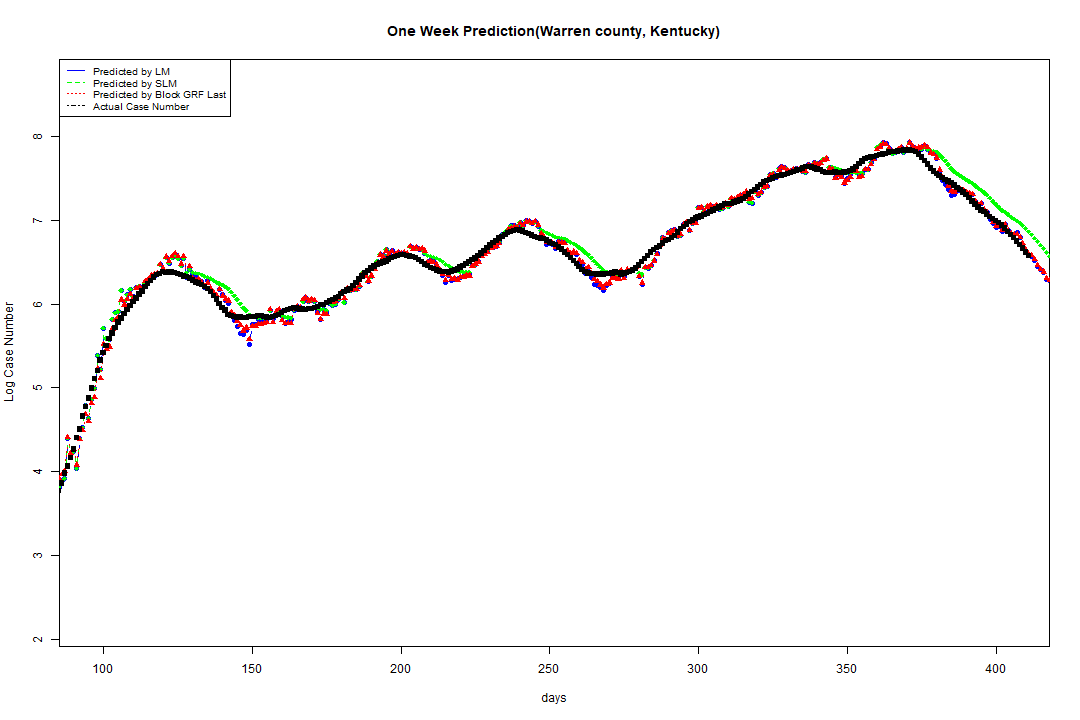 One Week Prediction(Warren county, Kentucky)
Predicted by LM
Predicted by SLM
Predicted by Block GRF Last
Actual Case Number
Log Case Number
8
7
6
5
4
3
2
100 150 200 250 300 350 400
days